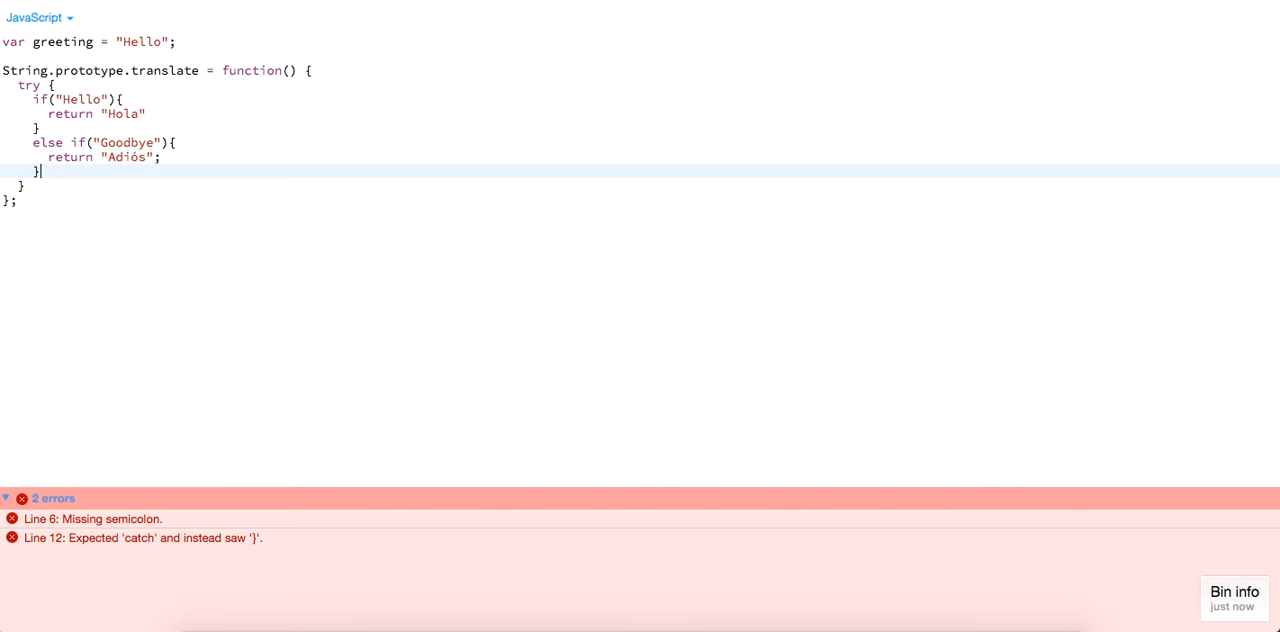 JavaScript
var greeting = "Hello";
String.prototype.translate = function() {
  try {
    if("Hello"){
      return "Hola"
    }
    else if("Goodbye"){
      return "Adiós";
    }
  }
};
2 errors
Line 6: Missing semicolon.
Line 12: Expected 'catch' and instead saw '}'.
Bin info
just now